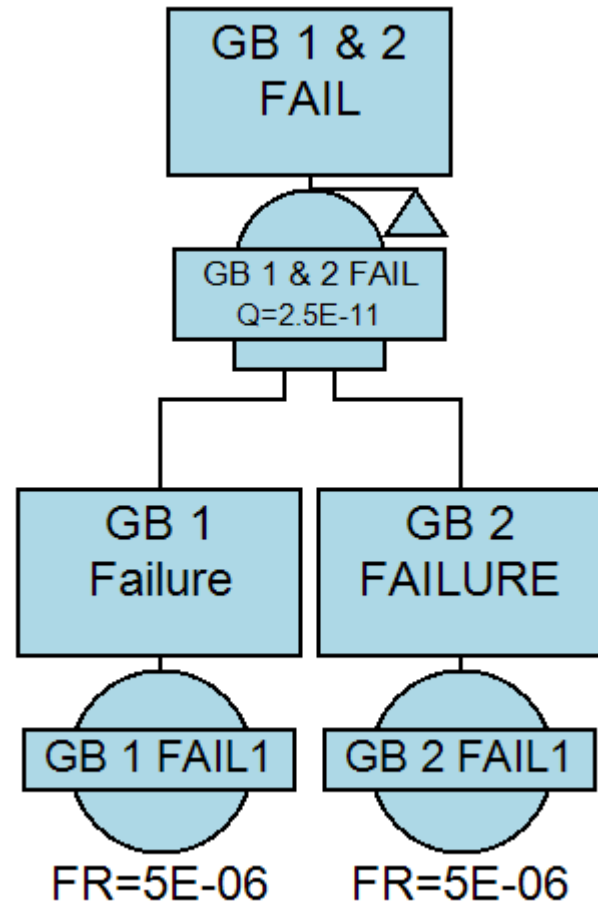 GB 1 & 2
FAIL
GB 1 & 2 FAIL
Q=2.5E-11
GB 1
Failure
GB 2
FAILURE
GB 1 FAIL1
GB 2 FAIL1
FR=5E-06
FR=5E-06